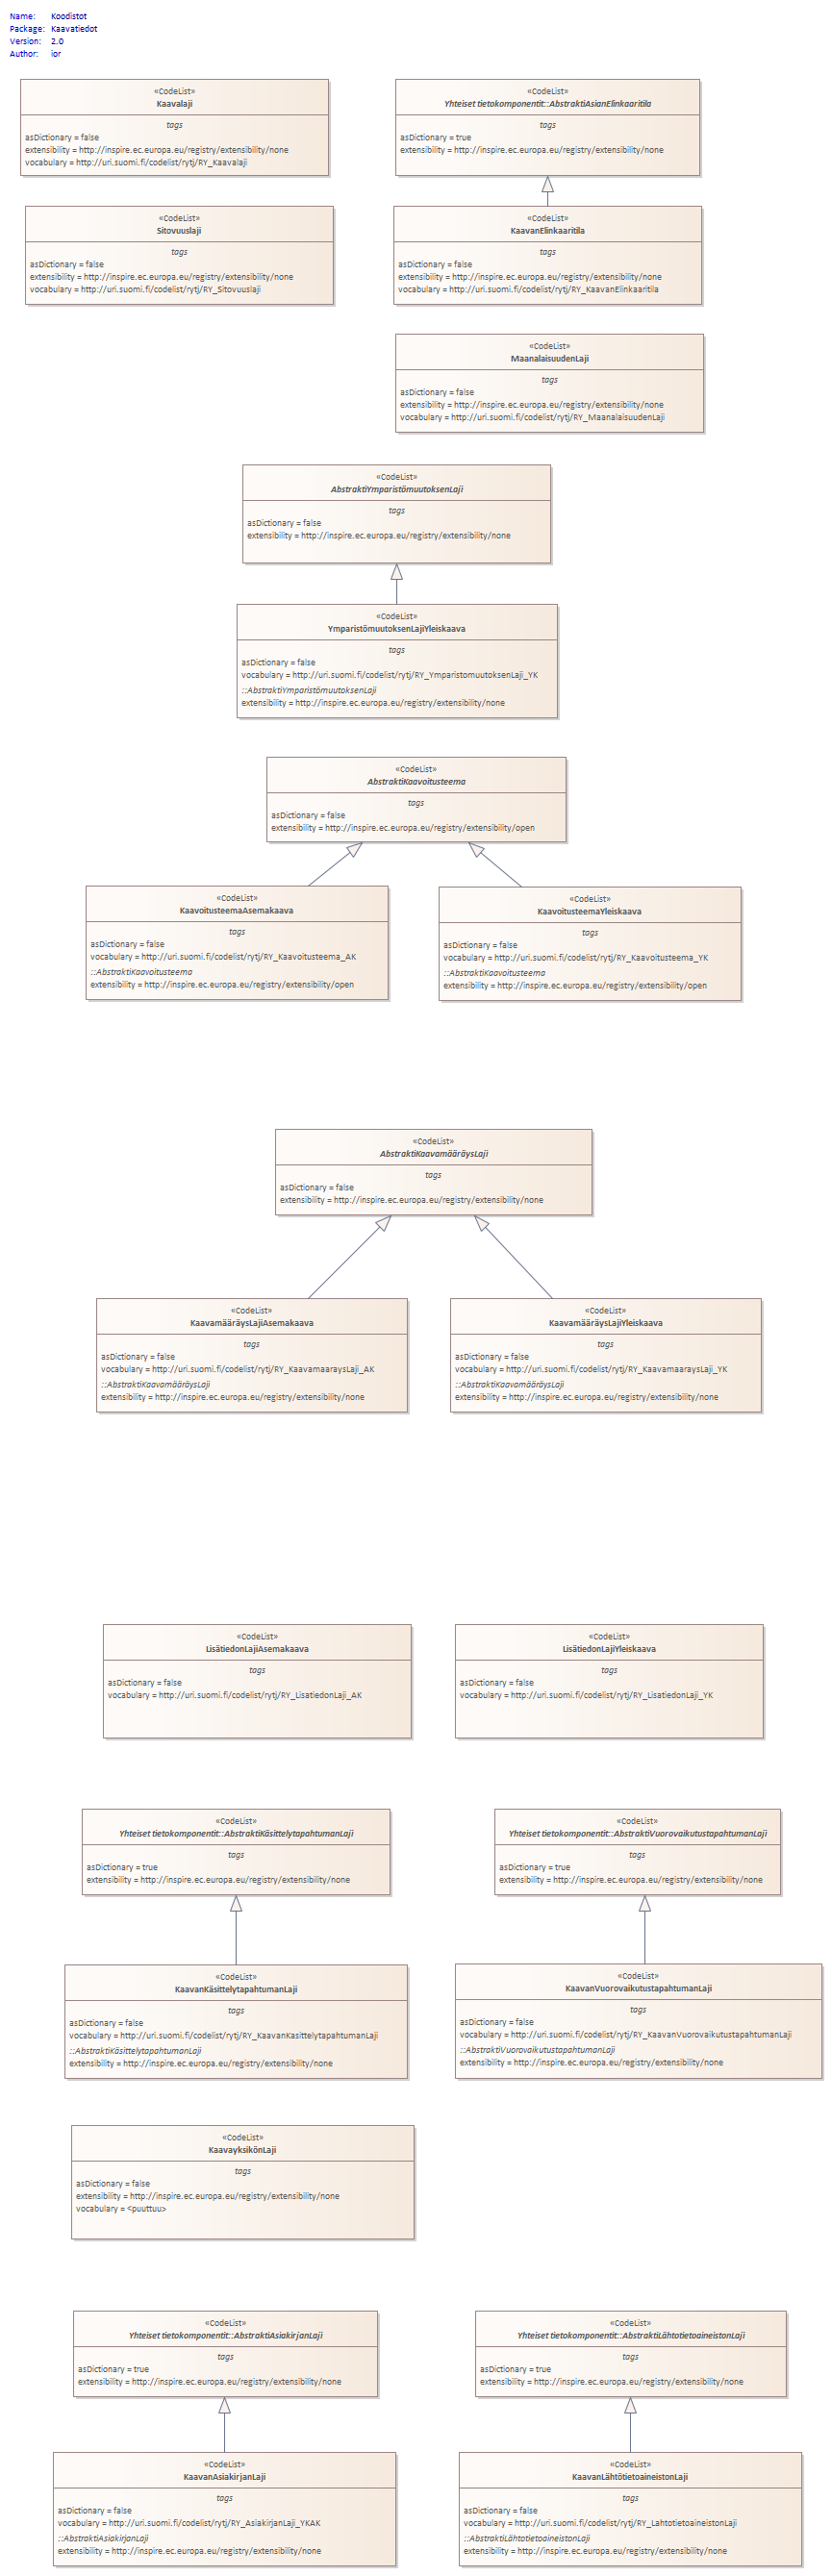 Name: Koodistot
Package: Kaavatiedot
Version: 2.0
Author: ior
«CodeList»
Kaavalaji
tags
asDictionary = false
extensibility = http://inspire.ec.europa.eu/registry/extensibility/none
vocabulary = http://uri.suomi.fi/codelist/rytj/RY_Kaavalaji
«CodeList»
Yhteiset tietokomponentit::AbstraktiAsianElinkaaritila
tags
asDictionary = true
extensibility = http://inspire.ec.europa.eu/registry/extensibility/none
«CodeList»
Sitovuuslaji
tags
asDictionary = false
extensibility = http://inspire.ec.europa.eu/registry/extensibility/none
vocabulary = http://uri.suomi.fi/codelist/rytj/RY_Sitovuuslaji
«CodeList»
KaavanElinkaaritila
tags
asDictionary = false
extensibility = http://inspire.ec.europa.eu/registry/extensibility/none
vocabulary = http://uri.suomi.fi/codelist/rytj/RY_KaavanElinkaaritila
«CodeList»
MaanalaisuudenLaji
tags
asDictionary = false
extensibility = http://inspire.ec.europa.eu/registry/extensibility/none
vocabulary = http://uri.suomi.fi/codelist/rytj/RY_MaanalaisuudenLaji
«CodeList»
AbstraktiYmparistömuutoksenLaji
tags
asDictionary = false
extensibility = http://inspire.ec.europa.eu/registry/extensibility/none
«CodeList»
YmparistömuutoksenLajiYleiskaava
tags
asDictionary = false
vocabulary = http://uri.suomi.fi/codelist/rytj/RY_YmparistomuutoksenLaji_YK
::AbstraktiYmparistömuutoksenLaji
extensibility = http://inspire.ec.europa.eu/registry/extensibility/none
«CodeList»
AbstraktiKaavoitusteema
tags
asDictionary = false
extensibility = http://inspire.ec.europa.eu/registry/extensibility/open
«CodeList»
KaavoitusteemaAsemakaava
tags
asDictionary = false
vocabulary = http://uri.suomi.fi/codelist/rytj/RY_Kaavoitusteema_AK
::AbstraktiKaavoitusteema
extensibility = http://inspire.ec.europa.eu/registry/extensibility/open
«CodeList»
KaavoitusteemaYleiskaava
tags
asDictionary = false
vocabulary = http://uri.suomi.fi/codelist/rytj/RY_Kaavoitusteema_YK
::AbstraktiKaavoitusteema
extensibility = http://inspire.ec.europa.eu/registry/extensibility/open
«CodeList»
AbstraktiKaavamääräysLaji
tags
asDictionary = false
extensibility = http://inspire.ec.europa.eu/registry/extensibility/none
«CodeList»
KaavamääräysLajiAsemakaava
tags
asDictionary = false
vocabulary = http://uri.suomi.fi/codelist/rytj/RY_KaavamaaraysLaji_AK
::AbstraktiKaavamääräysLaji
extensibility = http://inspire.ec.europa.eu/registry/extensibility/none
«CodeList»
KaavamääräysLajiYleiskaava
tags
asDictionary = false
vocabulary = http://uri.suomi.fi/codelist/rytj/RY_KaavamaaraysLaji_YK
::AbstraktiKaavamääräysLaji
extensibility = http://inspire.ec.europa.eu/registry/extensibility/none
«CodeList»
LisätiedonLajiAsemakaava
tags
asDictionary = false
vocabulary = http://uri.suomi.fi/codelist/rytj/RY_LisatiedonLaji_AK
«CodeList»
LisätiedonLajiYleiskaava
tags
asDictionary = false
vocabulary = http://uri.suomi.fi/codelist/rytj/RY_LisatiedonLaji_YK
«CodeList»
Yhteiset tietokomponentit::AbstraktiKäsittelytapahtumanLaji
tags
asDictionary = true
extensibility = http://inspire.ec.europa.eu/registry/extensibility/none
«CodeList»
Yhteiset tietokomponentit::AbstraktiVuorovaikutustapahtumanLaji
tags
asDictionary = true
extensibility = http://inspire.ec.europa.eu/registry/extensibility/none
«CodeList»
KaavanKäsittelytapahtumanLaji
tags
asDictionary = false
vocabulary = http://uri.suomi.fi/codelist/rytj/RY_KaavanKasittelytapahtumanLaji
::AbstraktiKäsittelytapahtumanLaji
extensibility = http://inspire.ec.europa.eu/registry/extensibility/none
«CodeList»
KaavanVuorovaikutustapahtumanLaji
tags
asDictionary = false
vocabulary = http://uri.suomi.fi/codelist/rytj/RY_KaavanVuorovaikutustapahtumanLaji
::AbstraktiVuorovaikutustapahtumanLaji
extensibility = http://inspire.ec.europa.eu/registry/extensibility/none
«CodeList»
KaavayksikönLaji
tags
asDictionary = false
extensibility = http://inspire.ec.europa.eu/registry/extensibility/none
vocabulary = <puuttuu>
«CodeList»
Yhteiset tietokomponentit::AbstraktiAsiakirjanLaji
tags
asDictionary = true
extensibility = http://inspire.ec.europa.eu/registry/extensibility/none
«CodeList»
Yhteiset tietokomponentit::AbstraktiLähtötietoaineistonLaji
tags
asDictionary = true
extensibility = http://inspire.ec.europa.eu/registry/extensibility/none
«CodeList»
KaavanAsiakirjanLaji
tags
asDictionary = false
vocabulary = http://uri.suomi.fi/codelist/rytj/RY_AsiakirjanLaji_YKAK
::AbstraktiAsiakirjanLaji
extensibility = http://inspire.ec.europa.eu/registry/extensibility/none
«CodeList»
KaavanLähtötietoaineistonLaji
tags
asDictionary = false
vocabulary = http://uri.suomi.fi/codelist/rytj/RY_LahtotietoaineistonLaji
::AbstraktiLähtötietoaineistonLaji
extensibility = http://inspire.ec.europa.eu/registry/extensibility/none